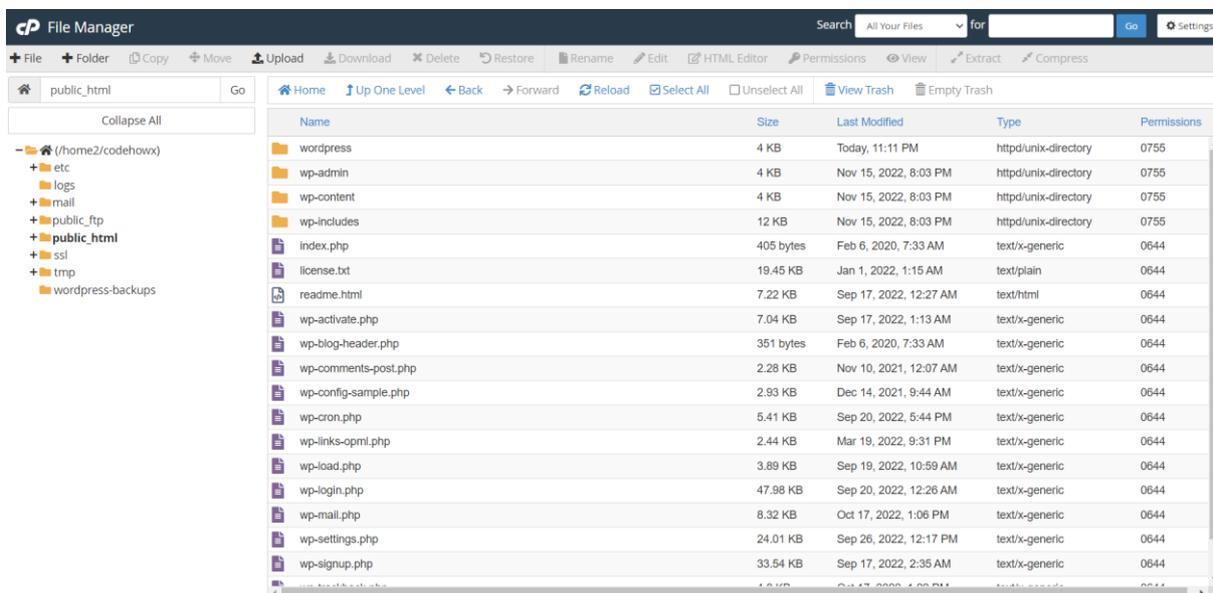 cP File Manager Search All Your Files for Go Settings
+ File + Folder Copy Move Upload Download Delete Restore Rename Edit HTML Editor Permissions View Extract Compress
public_html Go Home Up One Level Back Forward Reload Select All Unselect All View Trash Empty Trash
Collapse All
Name Size Last Modified Type Permissions
(/home2/codehowx)
etc
logs
mail
public_ftp
public_html
ssl
tmp
wordpress-backups
wordpress 4 KB Today, 11:11 PM httpd/unix-directory 0755
wp-admin 4 KB Nov 15, 2022, 8:03 PM httpd/unix-directory 0755
wp-content 4 KB Nov 15, 2022, 8:03 PM httpd/unix-directory 0755
wp-includes 12 KB Nov 15, 2022, 8:03 PM httpd/unix-directory 0755
index.php 405 bytes Feb 6, 2020, 7:33 AM text/x-generic 0644
license.txt 19.45 KB Jan 1, 2022, 1:15 AM text/plain 0644
readme.html 7.22 KB Sep 17, 2022, 12:27 AM text/html 0644
wp-activate.php 7.04 KB Sep 17, 2022, 1:13 AM text/x-generic 0644
wp-blog-header.php 351 bytes Feb 6, 2020, 7:33 AM text/x-generic 0644
wp-comments-post.php 2.28 KB Nov 10, 2021, 12:07 AM text/x-generic 0644
wp-config-sample.php 2.93 KB Dec 14, 2021, 9:44 AM text/x-generic 0644
wp-cron.php 5.41 KB Sep 20, 2022, 5:44 PM text/x-generic 0644
wp-links-opml.php 2.44 KB Mar 19, 2022, 9:31 PM text/x-generic 0644
wp-load.php 3.89 KB Sep 19, 2022, 10:59 AM text/x-generic 0644
wp-login.php 47.98 KB Sep 20, 2022, 12:26 AM text/x-generic 0644
wp-mail.php 8.32 KB Oct 17, 2022, 1:06 PM text/x-generic 0644
wp-settings.php 24.01 KB Sep 26, 2022, 12:17 PM text/x-generic 0644
wp-signup.php 33.54 KB Sep 17, 2022, 2:35 AM text/x-generic 0644